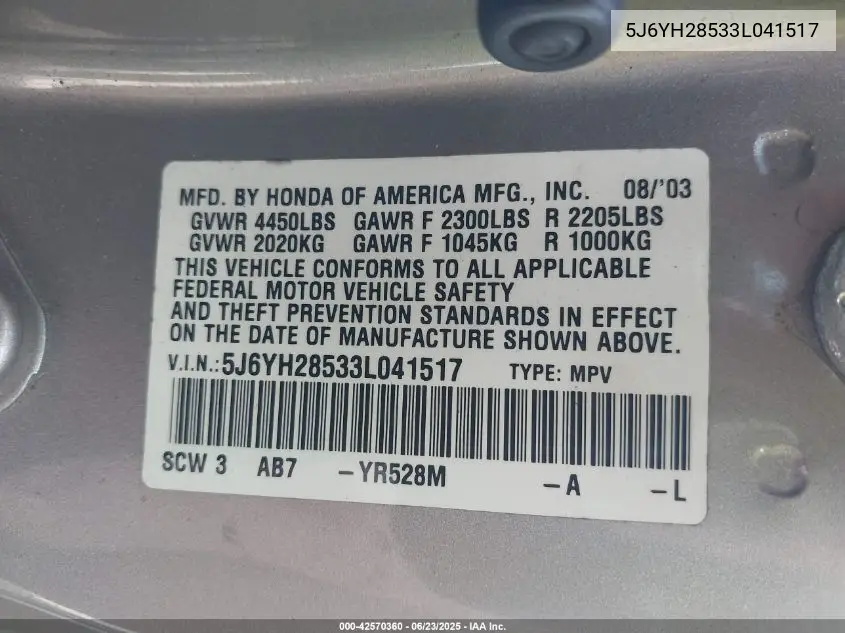 5J6YH28533L041517
MFD. BY HONDA OF AMERICA MFG., INC. 08/'03
GVWR 4450LBS GAWR F 2300LBS R 2205LBS
GVWR 2020KG GAWR F 1045KG R 1000KG
THIS VEHICLE CONFORMS TO ALL APPLICABLE
FEDERAL MOTOR VEHICLE SAFETY
AND THEFT PREVENTION STANDARDS IN EFFECT
ON THE DATE OF MANUFACTURE SHOWN ABOVE.
V.I.N.: 5J6YH28533L041517 TYPE: MPV
SCW 3 AB7 -YR528M -A -L
000-42570360 - 06/23/2025 - IAA Inc.